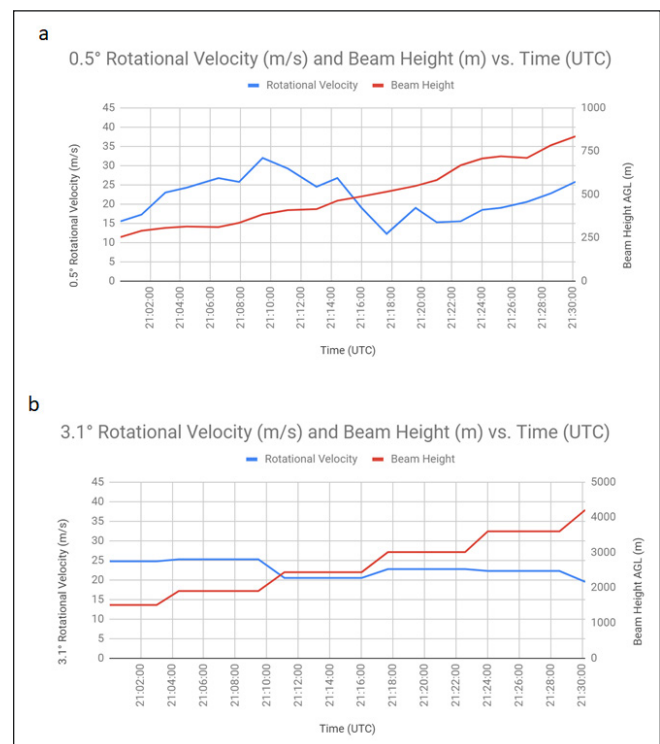 a
0.5° Rotational Velocity (m/s) and Beam Height (m) vs. Time (UTC)
Rotational Velocity Beam Height
45
40
35
30
25
20
15
10
5
0
0.5° Rotational Velocity (m/s)
1000
750
500
250
0
Beam Height AGL (m)
21:02:00 21:04:00 21:06:00 21:08:00 21:10:00 21:12:00 21:14:00 21:16:00 21:18:00 21:20:00 21:22:00 21:24:00 21:26:00 21:28:00 21:30:00
Time (UTC)
b
3.1° Rotational Velocity (m/s) and Beam Height (m) vs. Time (UTC)
Rotational Velocity Beam Height
45
40
35
30
25
20
15
10
5
0
3.1° Rotational Velocity (m/s)
5000
4000
3000
2000
1000
0
Beam Height AGL (m)
21:02:00 21:04:00 21:06:00 21:08:00 21:10:00 21:12:00 21:14:00 21:16:00 21:18:00 21:20:00 21:22:00 21:24:00 21:26:00 21:28:00 21:30:00
Time (UTC)